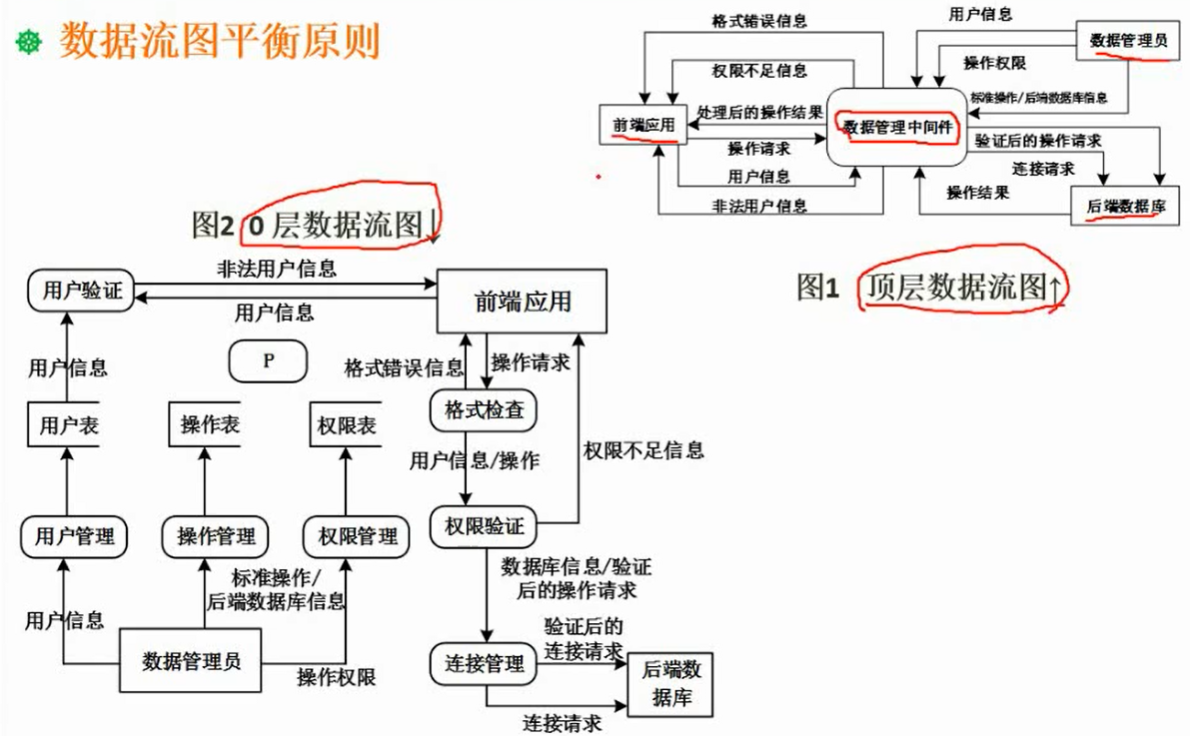 数据流图平衡原则
格式错误信息
用户信息
数据管理员
权限不足信息
操作权限
标准操作/后端数据库信息
处理后的操作结果
前端应用
数据管理中间件
操作请求
验证后的操作请求
连接请求
用户信息
操作结果
非法用户信息
后端数据库
图1 顶层数据流图↑
图2 0层数据流图↓
非法用户信息
用户验证
前端应用
用户信息
P
用户信息
格式错误信息
操作请求
用户表
操作表
权限表
格式检查
用户信息/操作
权限不足信息
用户管理
操作管理
权限管理
权限验证
数据库信息/验证
后的操作请求
标准操作/
后端数据库信息
用户信息
数据管理员
操作权限
验证后的
连接请求
连接管理
后端数
据库
连接请求